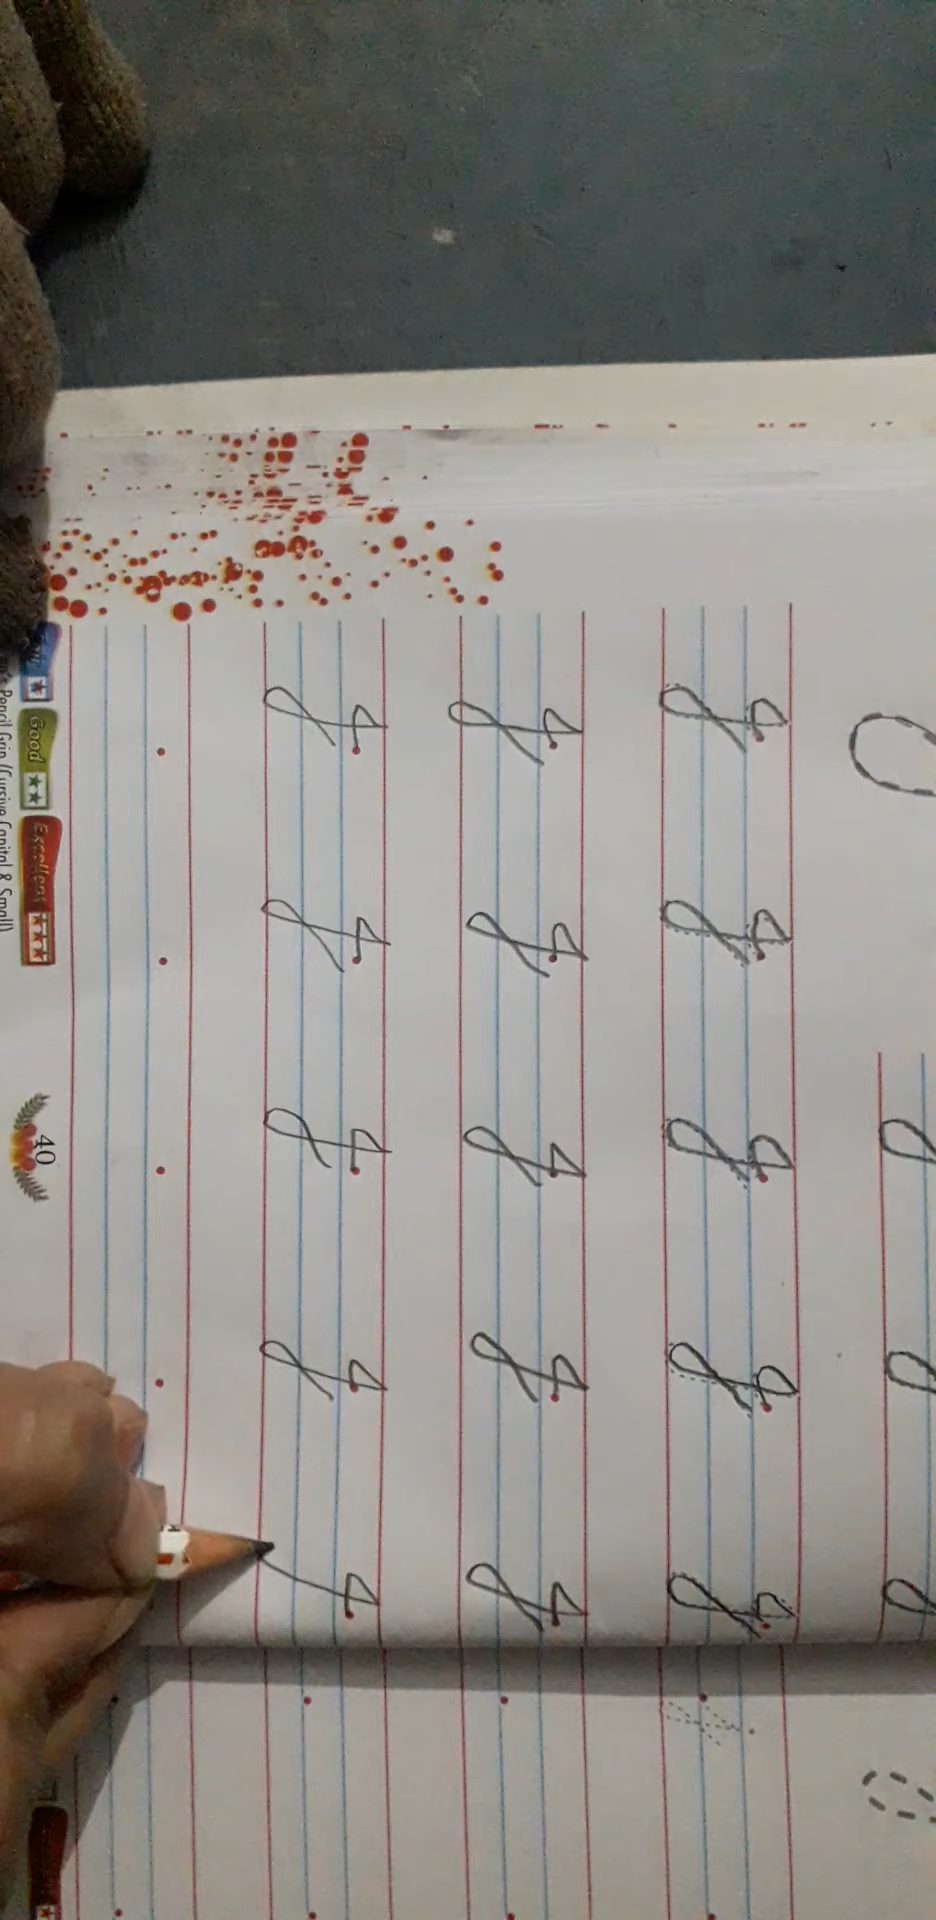 J J J J J
J J J J J
J J J J J
Good Excellent
40
Pencil Grip (Cursive Capital & Small)